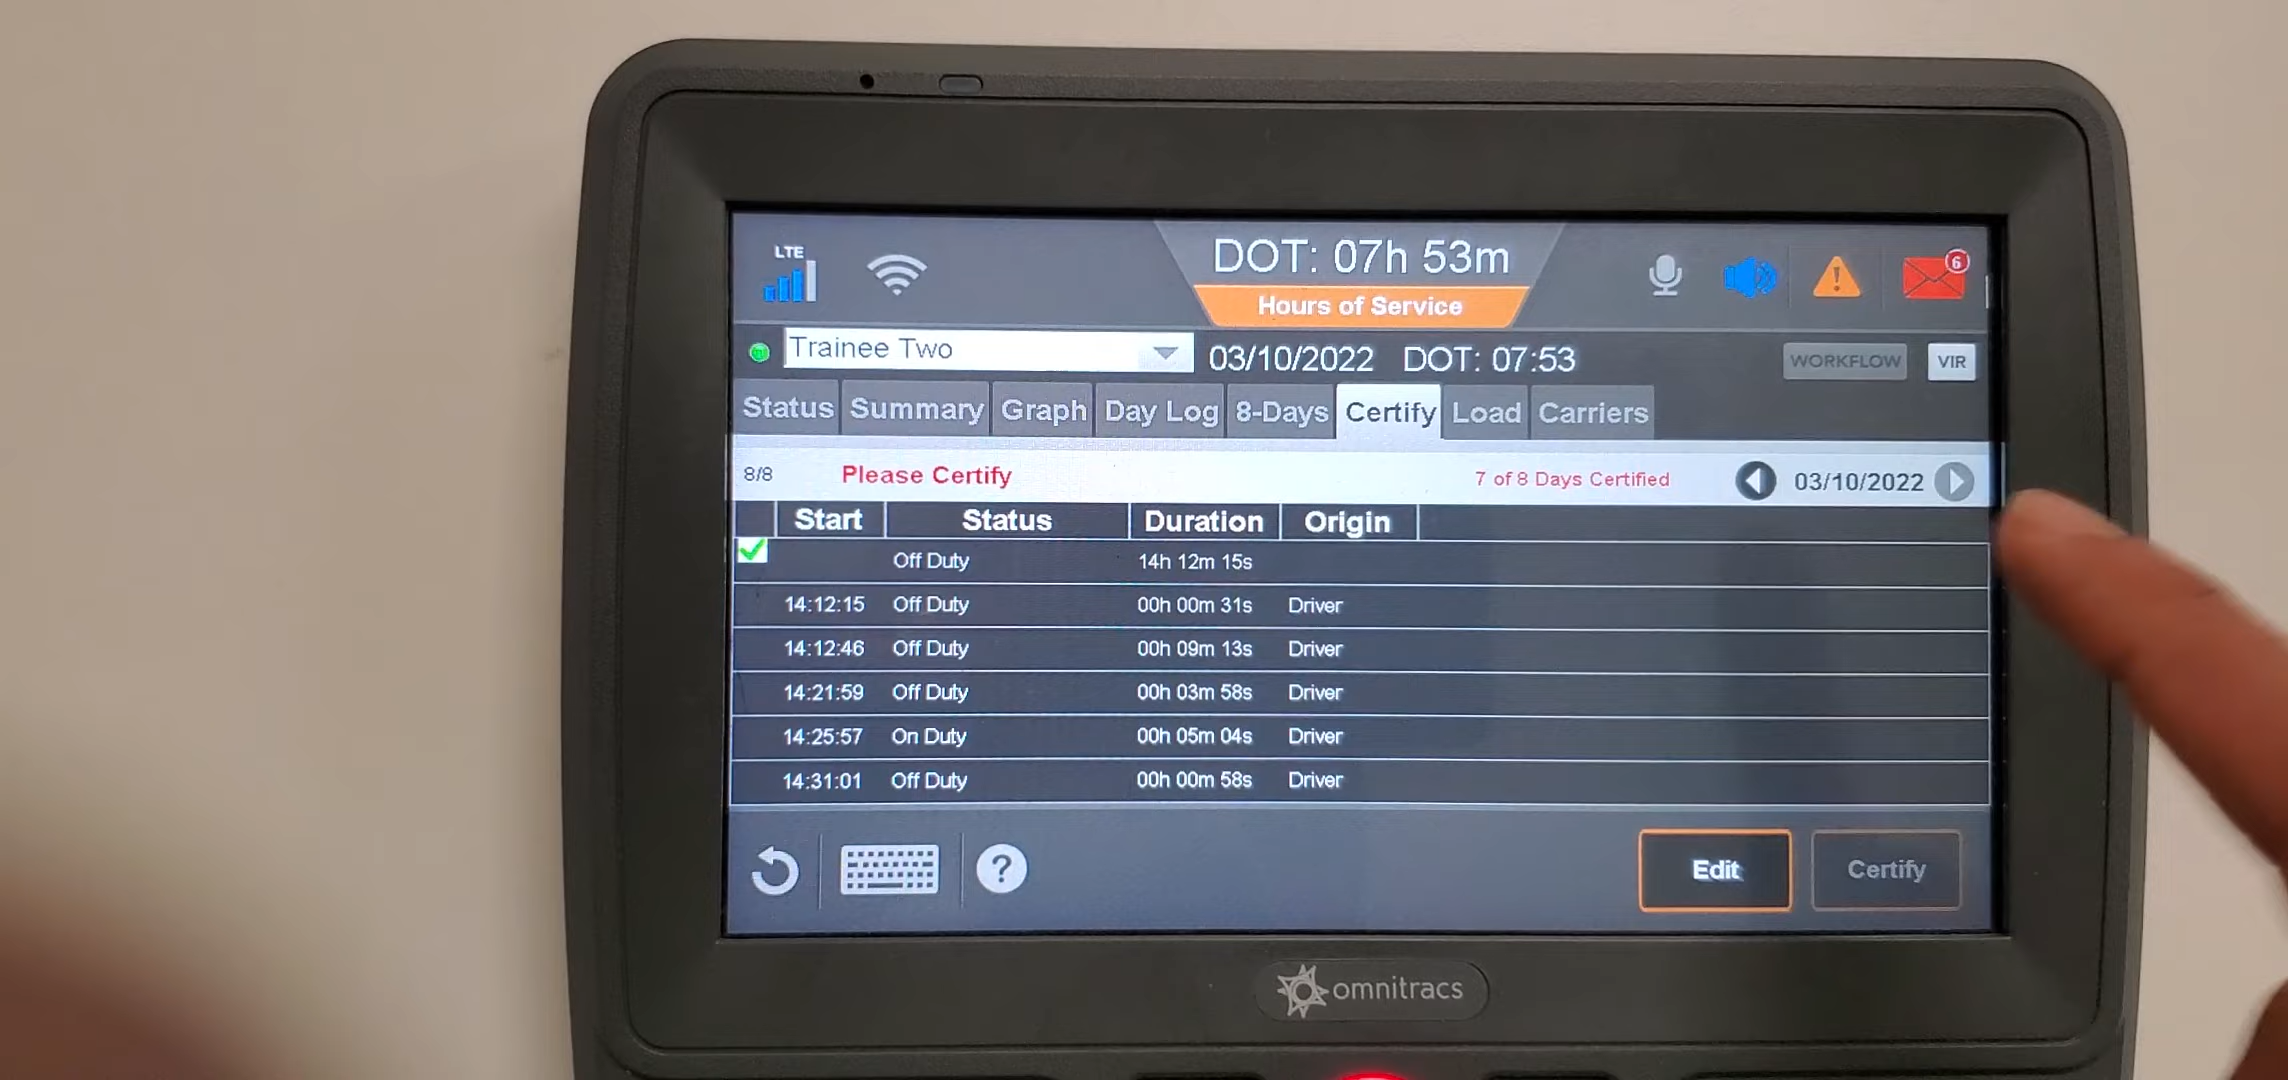 LTE
DOT: 07h 53m
6
Hours of Service
Trainee Two
03/10/2022 DOT: 07:53
WORKFLOW
VIR
Status Summary Graph Day Log 8-Days Certify Load Carriers
8/8 Please Certify 7 of 8 Days Certified 03/10/2022
Start Status Duration Origin
Off Duty 14h 12m 15s
14:12:15 Off Duty 00h 00m 31s Driver
14:12:46 Off Duty 00h 09m 13s Driver
14:21:59 Off Duty 00h 03m 58s Driver
14:25:57 On Duty 00h 05m 04s Driver
14:31:01 Off Duty 00h 00m 58s Driver
?
Edit
Certify
omnitracs